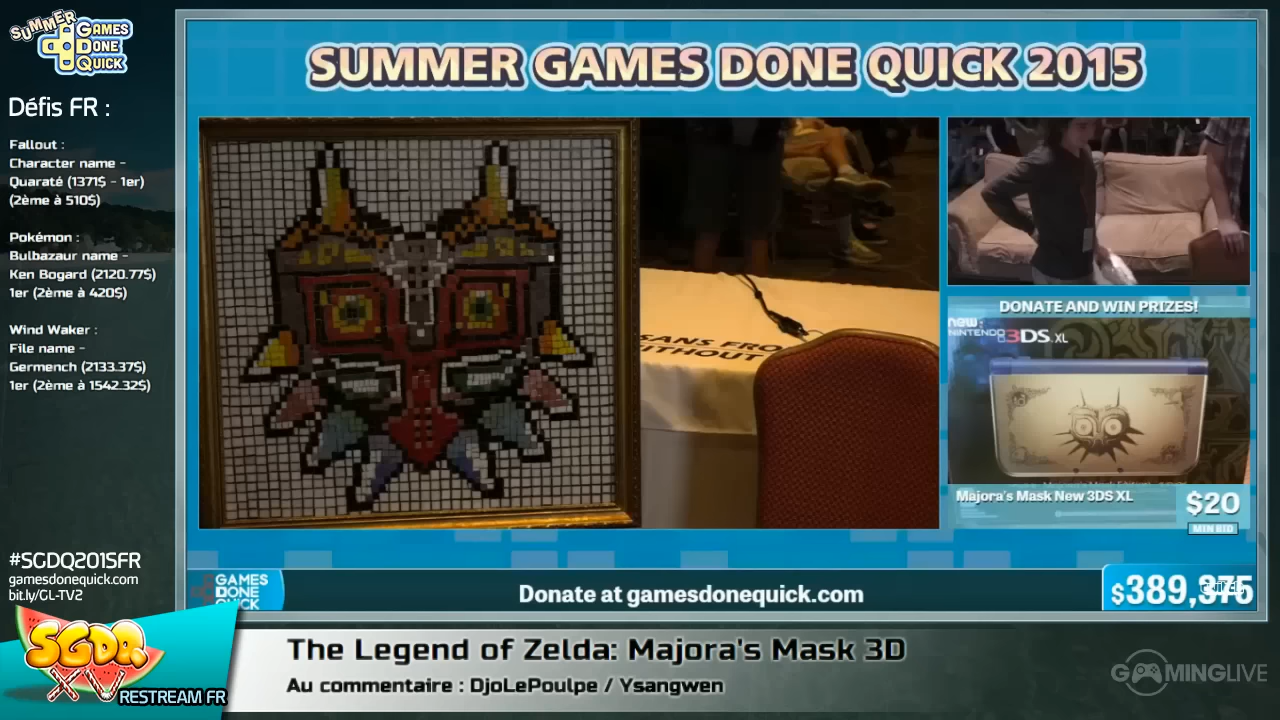 SUMMER
GAMES
DONE
QUICK
Défis FR :
Fallout :
Character name -
Quaraté (1371$ - 1er)
(2ème à 510$)
Pokémon :
Bulbazaur name -
Ken Bogard (2120.77$)
1er (2ème à 420$)
Wind Waker :
File name -
Germench (2133.37$)
1er (2ème à 1542.32$)
#SGDQ2015FR
gamesdonequick.com
bit.ly/GL-TV2
SGDQ
XV
RESTREAM FR
SUMMER GAMES DONE QUICK 2015
SANS FRO
ITHOUT
DONATE AND WIN PRIZES!
new
NINTENDO 3DS XL
Majora's Mask New 3DS XL
$20
MIN BID
GAMES
DONE
QUICK
Donate at gamesdonequick.com
The Legend of Zelda: Majora's Mask 3D
Au commentaire : DjoLePoulpe / Ysangwen
GAMINGLIVE